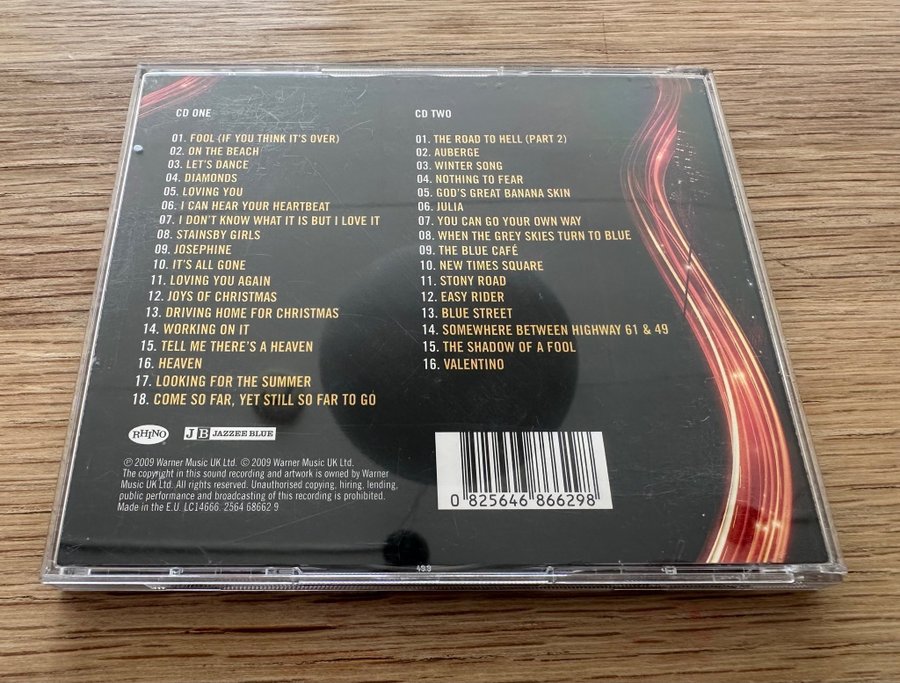 CD ONE
01. FOOL (IF YOU THINK IT'S OVER)
02. ON THE BEACH
03. LET'S DANCE
04. DIAMONDS
05. LOVING YOU
06. I CAN HEAR YOUR HEARTBEAT
07. I DON'T KNOW WHAT IT IS BUT I LOVE IT
08. STAINSBY GIRLS
09. JOSEPHINE
10. IT'S ALL GONE
11. LOVING YOU AGAIN
12. JOYS OF CHRISTMAS
13. DRIVING HOME FOR CHRISTMAS
14. WORKING ON IT
15. TELL ME THERE'S A HEAVEN
16. HEAVEN
17. LOOKING FOR THE SUMMER
18. COME SO FAR, YET STILL SO FAR TO GO
CD TWO
01. THE ROAD TO HELL (PART 2)
02. AUBERGE
03. WINTER SONG
04. NOTHING TO FEAR
05. GOD'S GREAT BANANA SKIN
06. JULIA
07. YOU CAN GO YOUR OWN WAY
08. WHEN THE GREY SKIES TURN TO BLUE
09. THE BLUE CAFÉ
10. NEW TIMES SQUARE
11. STONY ROAD
12. EASY RIDER
13. BLUE STREET
14. SOMEWHERE BETWEEN HIGHWAY 61 & 49
15. THE SHADOW OF A FOOL
16. VALENTINO
RHINO
JB JAZZEE BLUE
℗ 2009 Warner Music UK Ltd. © 2009 Warner Music UK Ltd.
The copyright in this sound recording and artwork is owned by Warner
Music UK Ltd. All rights reserved. Unauthorised copying, hiring, lending,
public performance and broadcasting of this recording is prohibited.
Made in the E.U. LC14666. 2564 68662 9
0 825646 866298